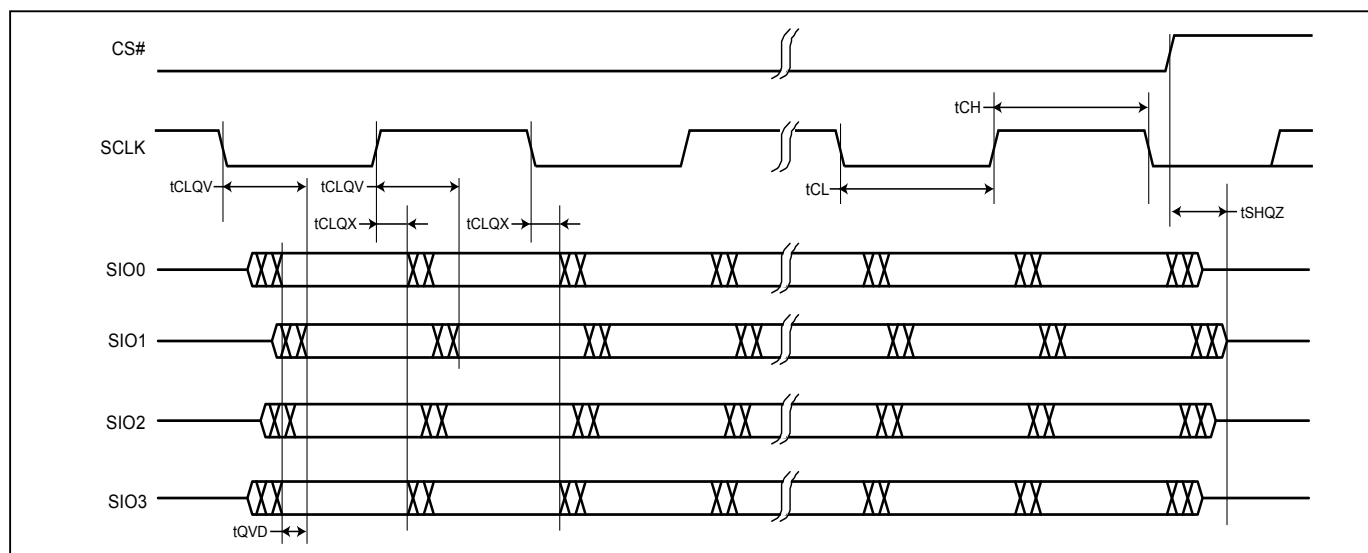 CS#
tCH
SCLK
tCLQV
tCLQV
tCL
tSHQZ
tCLQX
tCLQX
SIO0
SIO1
SIO2
SIO3
tQVD